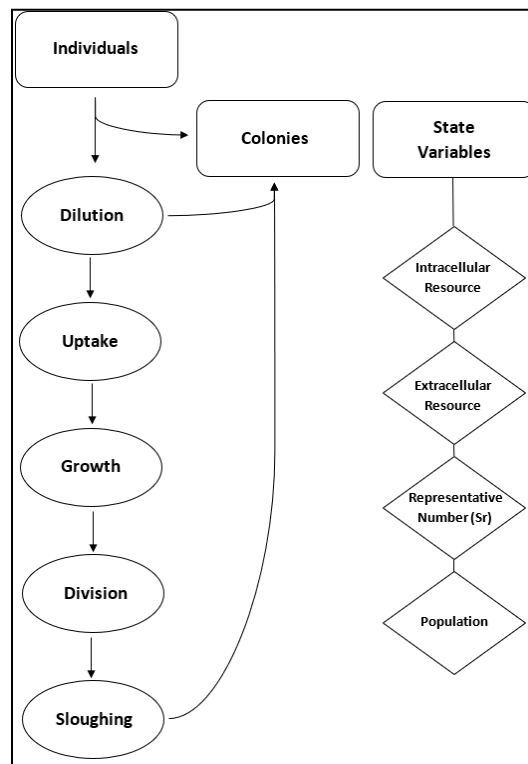 Individuals
Colonies
State
Variables
Dilution
Intracellular
Resource
Uptake
Extracellular
Resource
Growth
Representative
Number (Sr)
Division
Population
Sloughing